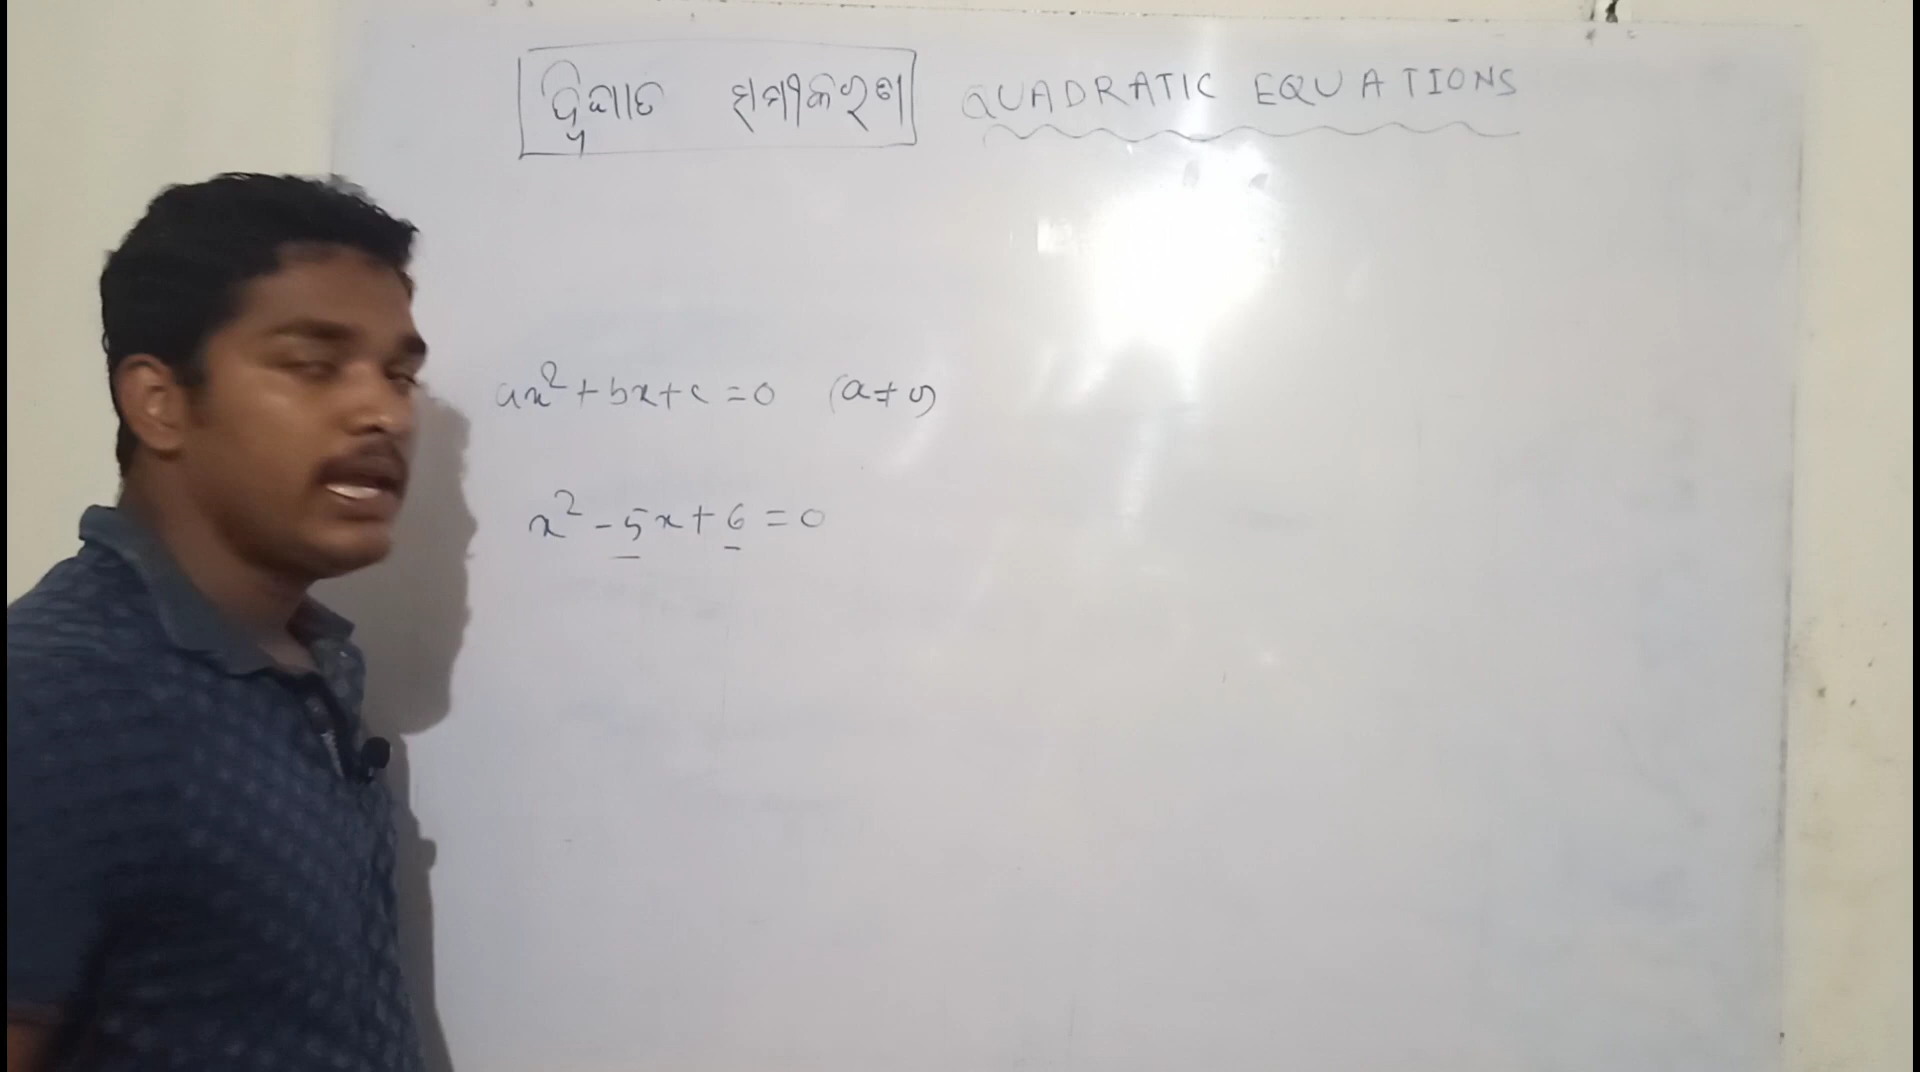 ଦ୍ୱିଘାତ ସମୀକରଣ QUADRATIC EQUATIONS
ax² + bx + c = 0 (a ≠ 0)
x² - 5x + 6 = 0